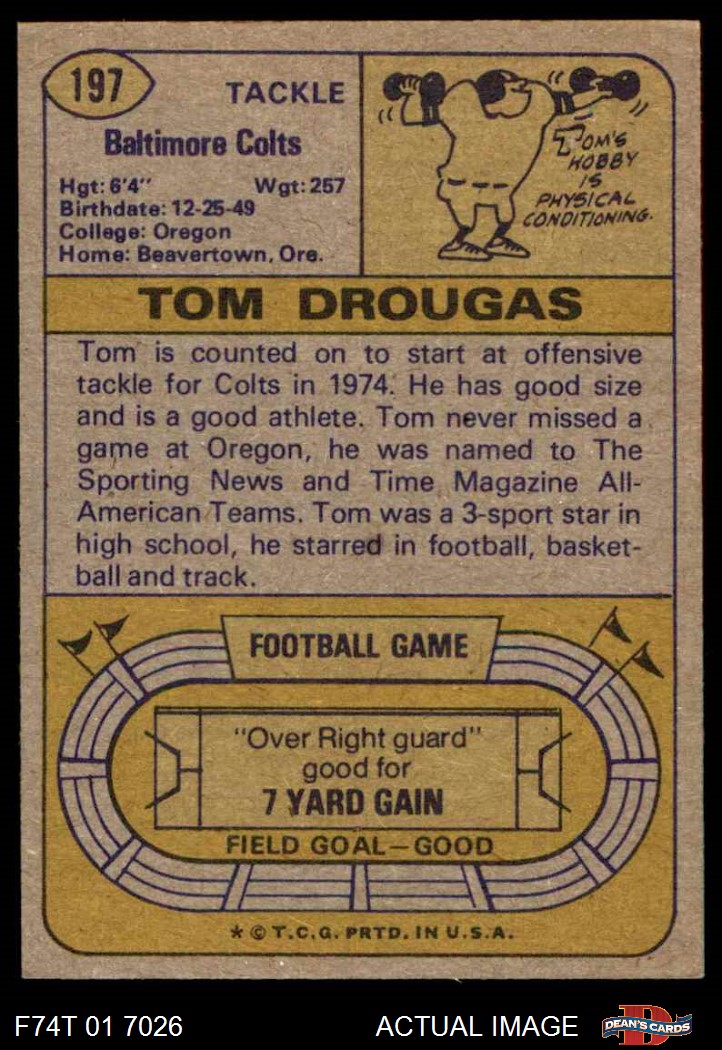 197
TACKLE
Baltimore Colts
Hgt: 6'4" Wgt: 257
Birthdate: 12-25-49
College: Oregon
Home: Beavertown, Ore.
TOM'S
HOBBY
IS
PHYSICAL
CONDITIONING.
TOM DROUGAS
Tom is counted on to start at offensive
tackle for Colts in 1974. He has good size
and is a good athlete. Tom never missed a
game at Oregon, he was named to The
Sporting News and Time Magazine All-
American Teams. Tom was a 3-sport star in
high school, he starred in football, basket-
ball and track.
FOOTBALL GAME
"Over Right guard"
good for
7 YARD GAIN
FIELD GOAL—GOOD
* © T.C.G. PRTD. IN U.S.A.
F74T 01 7026 ACTUAL IMAGE
D
DEAN'S CARDS